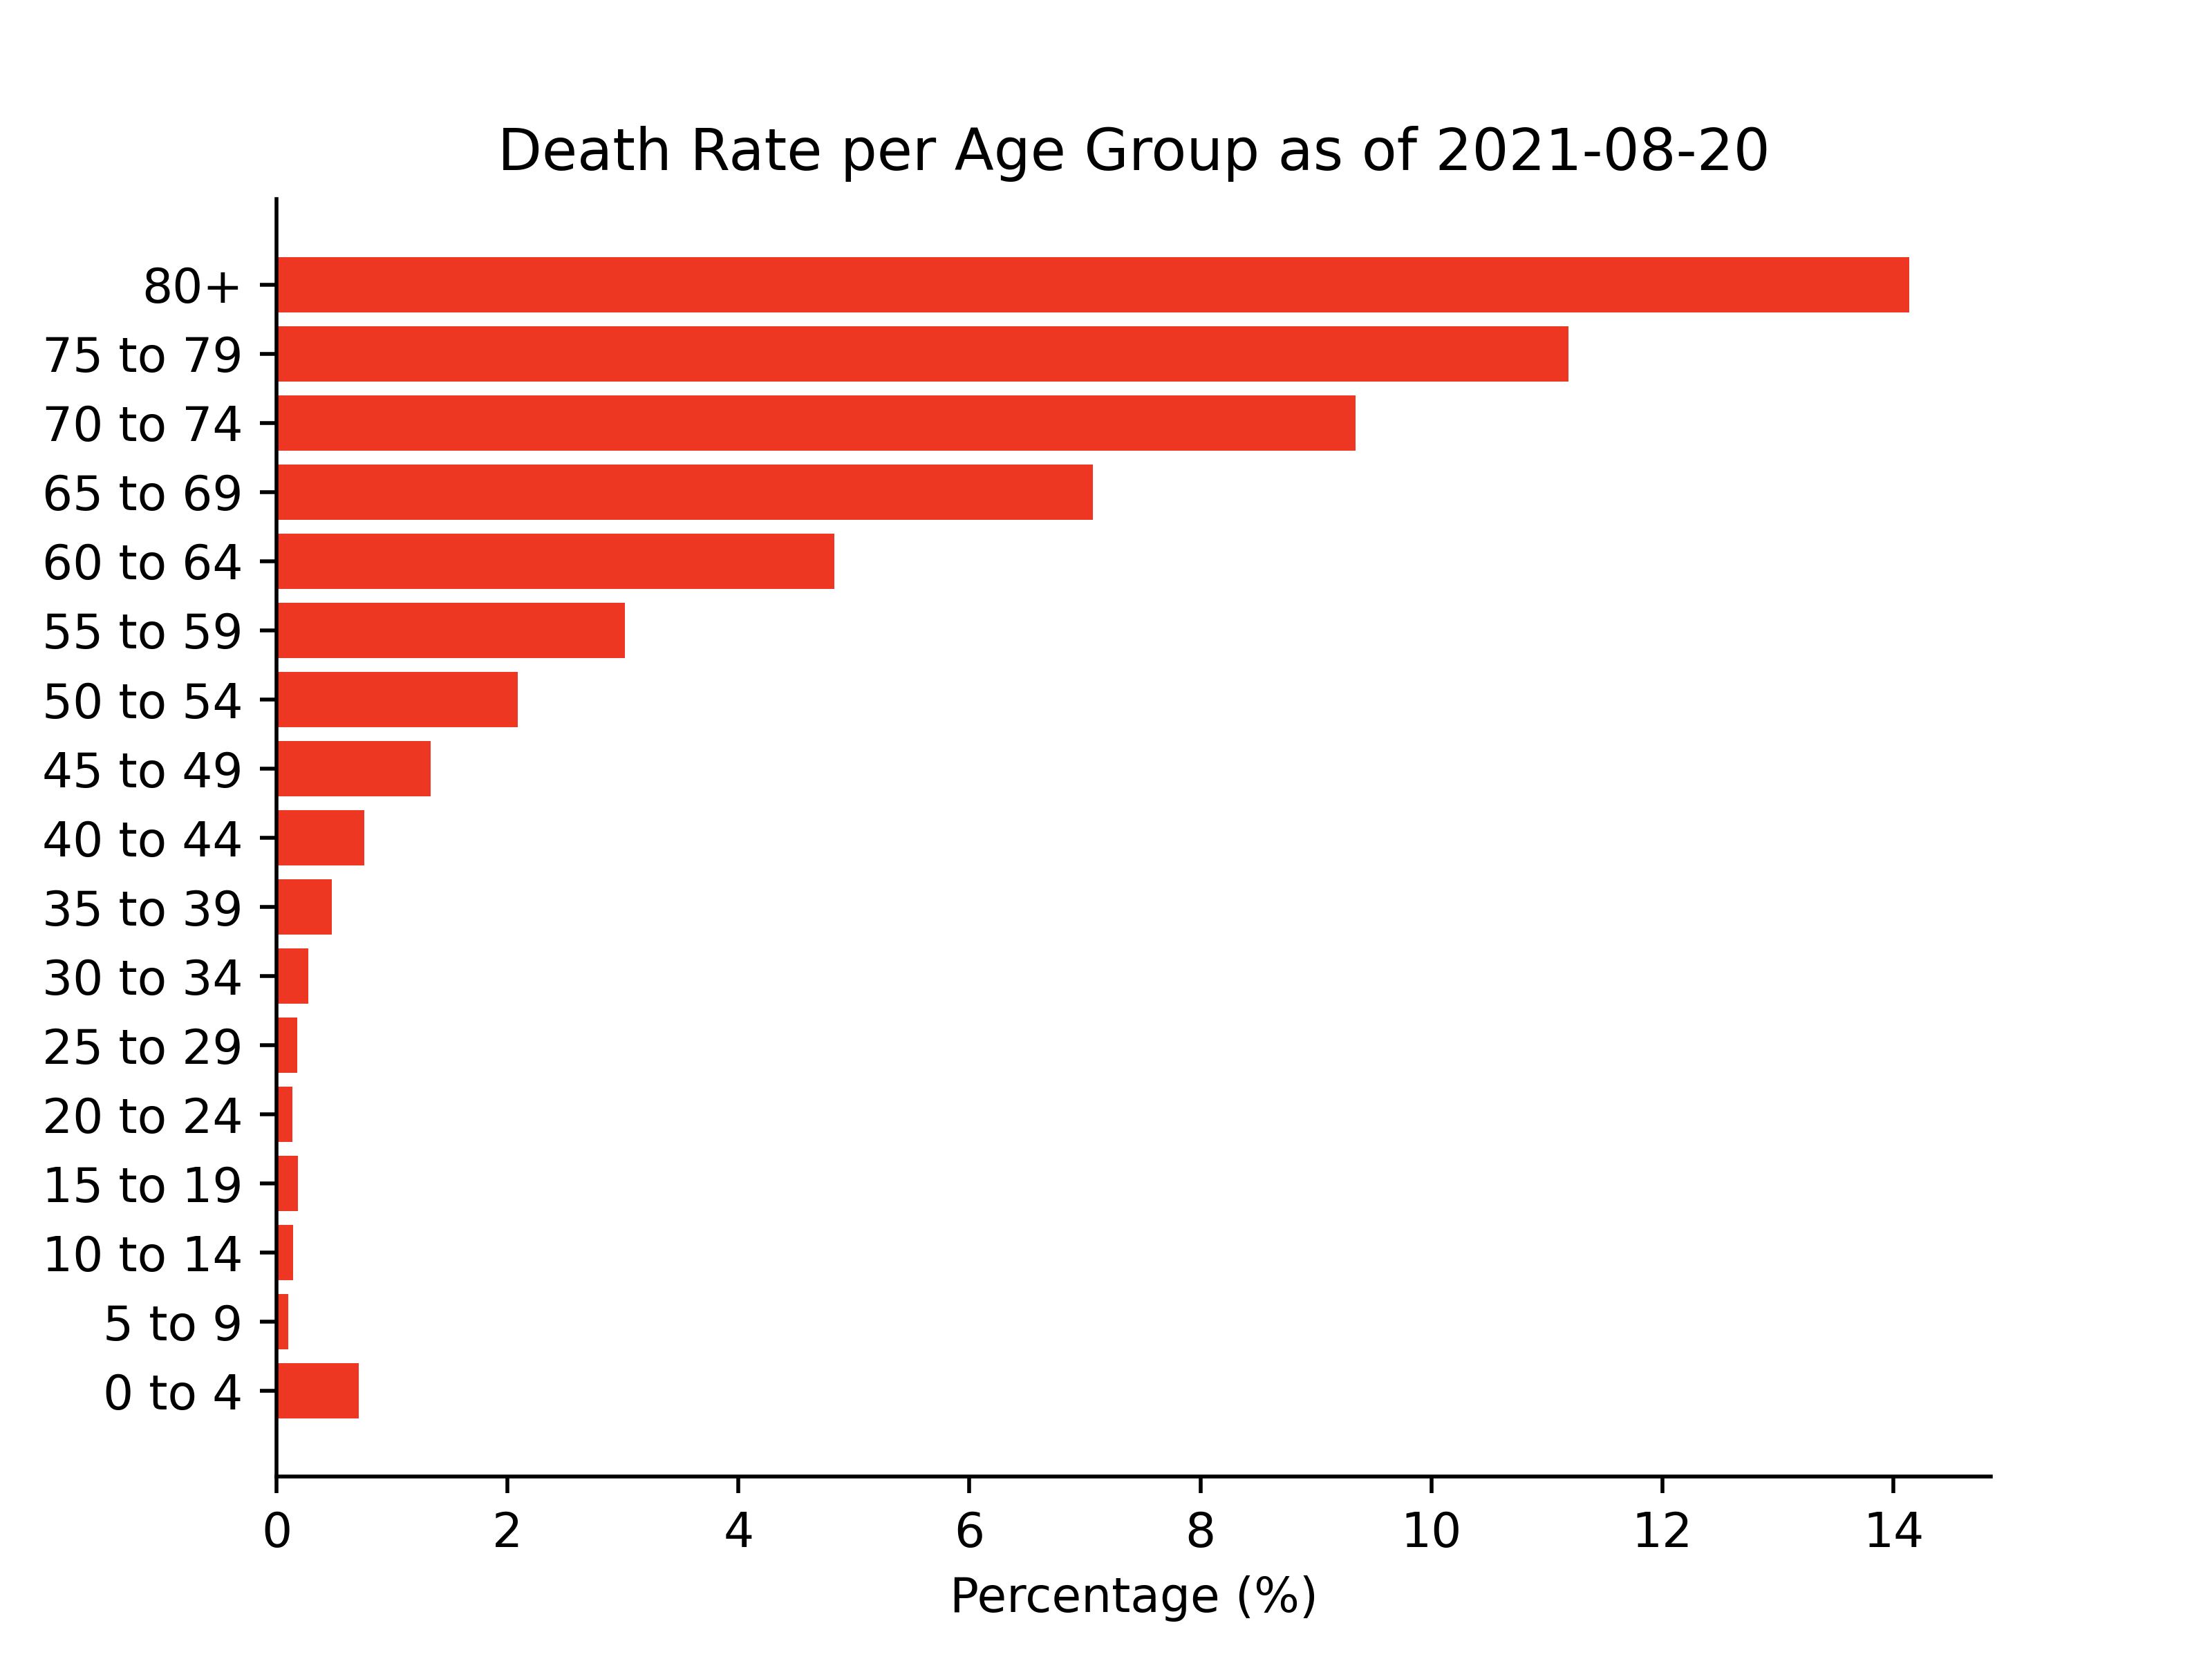 Death Rate per Age Group as of 2021-08-20
80+
75 to 79
70 to 74
65 to 69
60 to 64
55 to 59
50 to 54
45 to 49
40 to 44
35 to 39
30 to 34
25 to 29
20 to 24
15 to 19
10 to 14
5 to 9
0 to 4
0 2 4 6 8 10 12 14
Percentage (%)